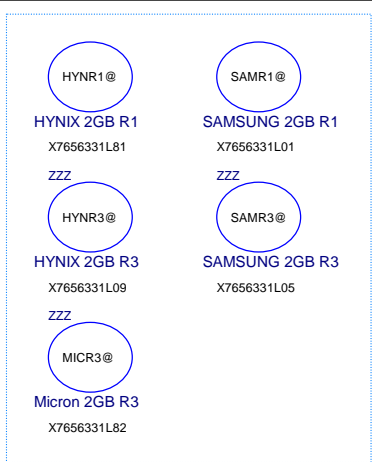 HYNR1@
SAMR1@
HYNIX 2GB R1
SAMSUNG 2GB R1
X7656331L81
X7656331L01
ZZZ
ZZZ
HYNR3@
SAMR3@
HYNIX 2GB R3
SAMSUNG 2GB R3
X7656331L09
X7656331L05
ZZZ
MICR3@
Micron 2GB R3
X7656331L82